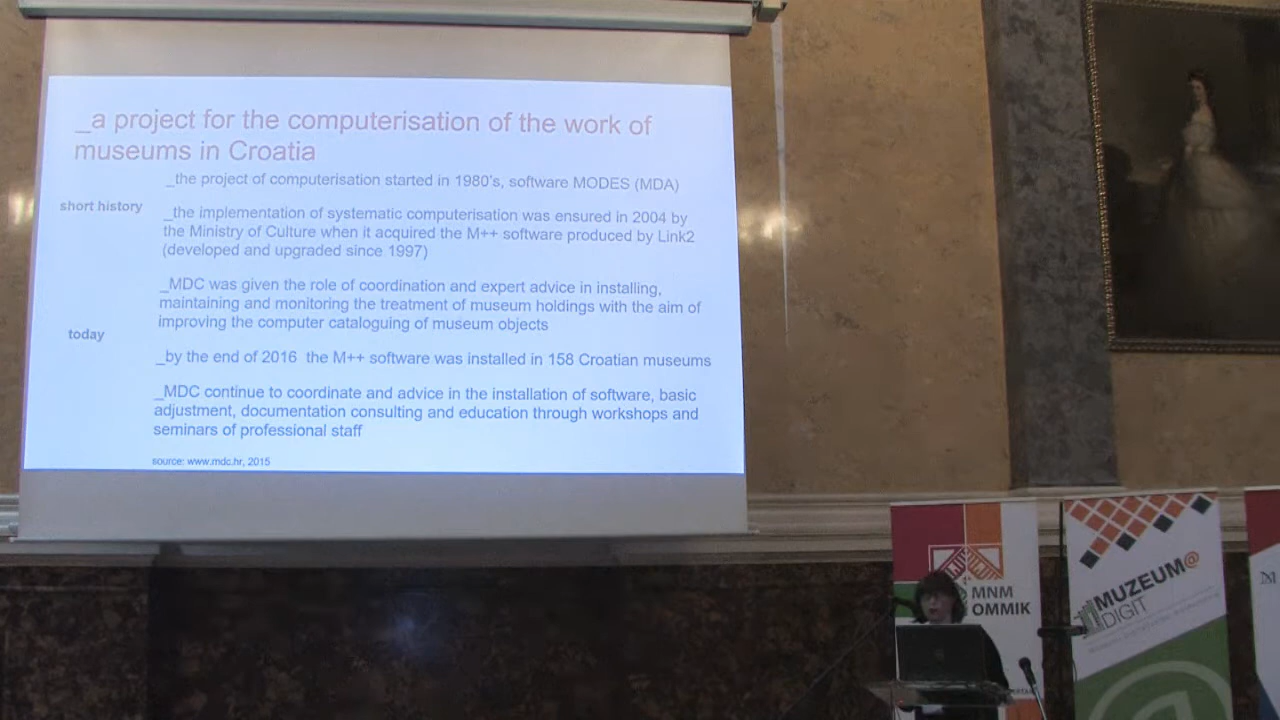 _a project for the computerisation of the work of
museums in Croatia
_the project of computerisation started in 1980's, software MODES (MDA)
short history
_the implementation of systematic computerisation was ensured in 2004 by
the Ministry of Culture when it acquired the M++ software produced by Link2
(developed and upgraded since 1997)
_MDC was given the role of coordination and expert advice in installing,
maintaining and monitoring the treatment of museum holdings with the aim of
improving the computer cataloguing of museum objects
today
_by the end of 2016 the M++ software was installed in 158 Croatian museums
_MDC continue to coordinate and advice in the installation of software, basic
adjustment, documentation consulting and education through workshops and
seminars of professional staff
source: www.mdc.hr, 2015
MNM
OMMIK
MUZEUM@
DIGIT
M